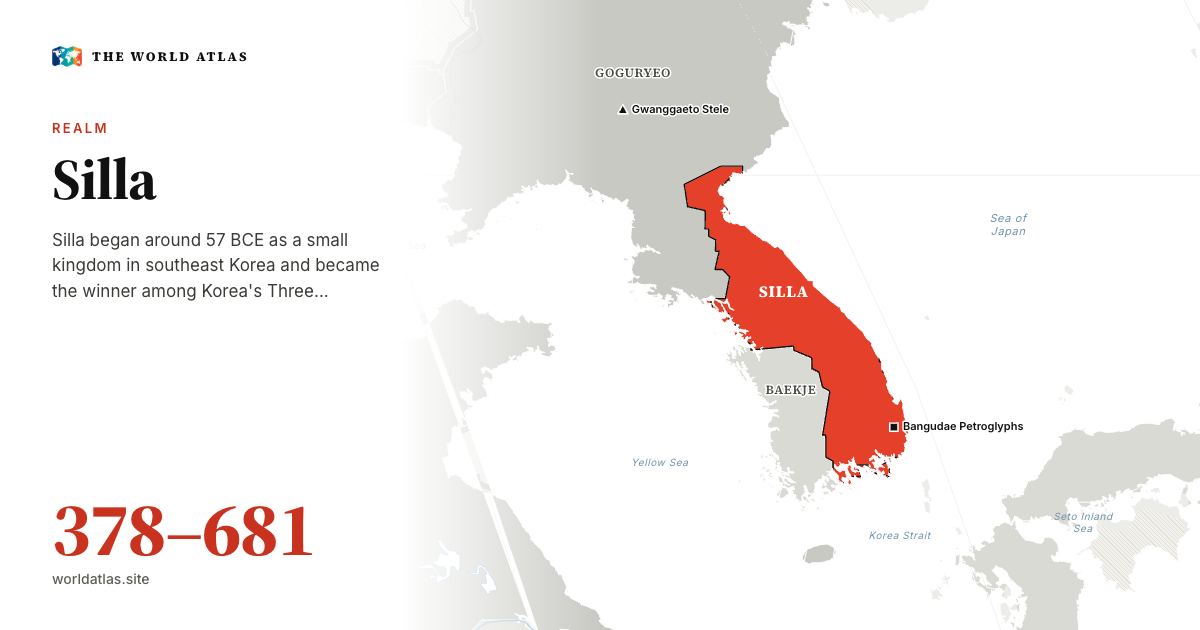 THE WORLD ATLAS
REALM
Silla
Silla began around 57 BCE as a small
kingdom in southeast Korea and became
the winner among Korea's Three...
378–681
worldatlas.site
GOGURYEO
Gwanggaeto Stele
Sea of
Japan
SILLA
BAEKJE
Bangudae Petroglyphs
Yellow Sea
Seto Inland
Sea
Korea Strait